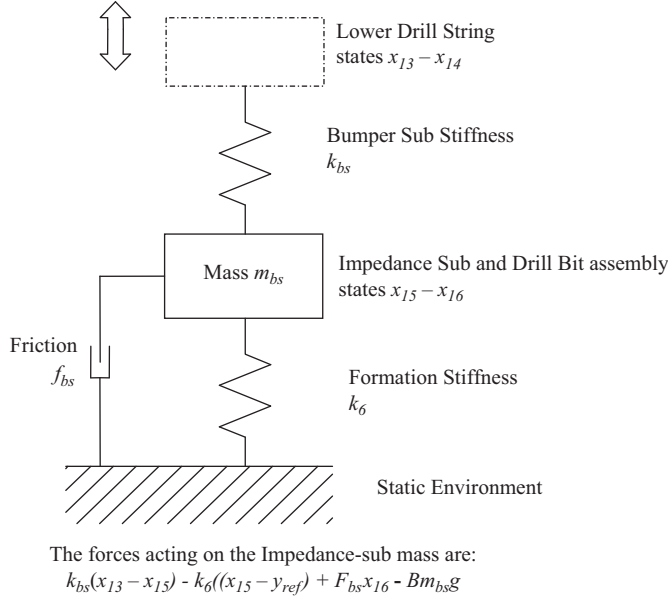 Lower Drill String
states x13 – x14
Bumper Sub Stiffness
kbs
Mass mbs
Impedance Sub and Drill Bit assembly
states x15 – x16
Friction
fbs
Formation Stiffness
k6
Static Environment
The forces acting on the Impedance-sub mass are:
kbs(x13 – x15) - k6((x15 – yref) + Fbsx16 - Bmbsg